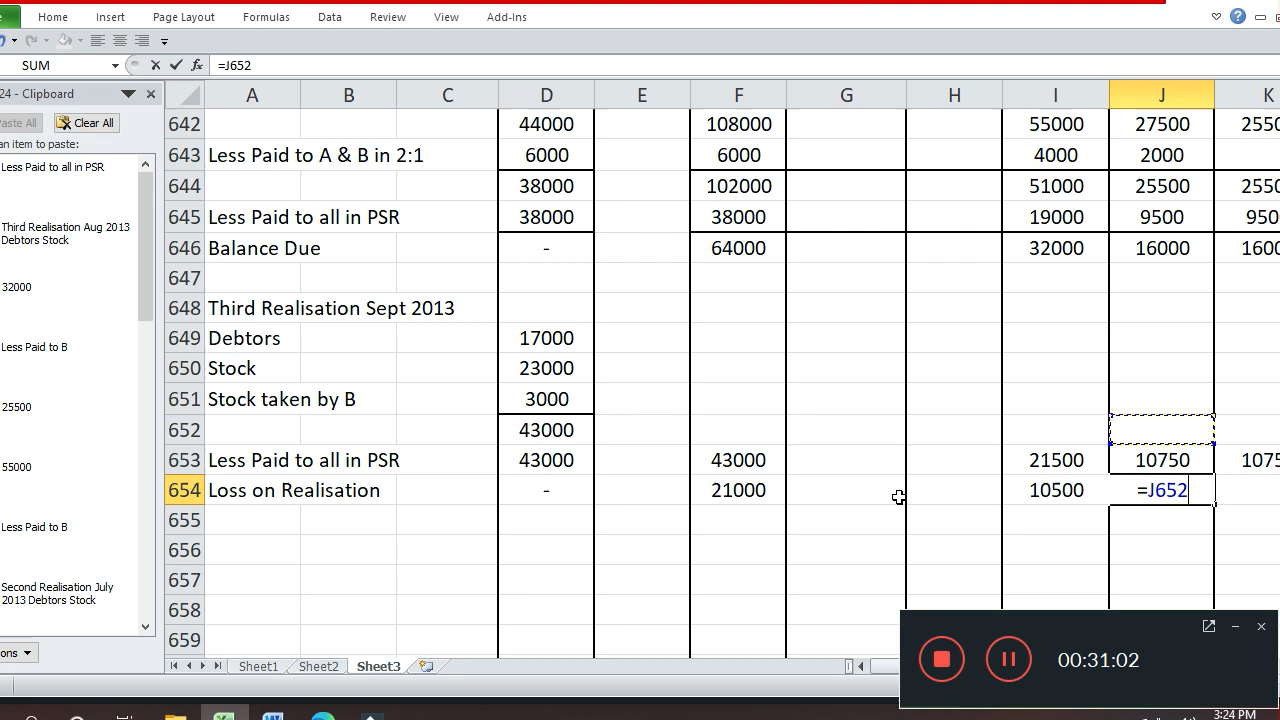 Home Insert Page Layout Formulas Data Review View Add-Ins
SUM =J652
24 - Clipboard
Paste All Clear All
an item to paste:
Less Paid to all in PSR
Third Realisation Aug 2013
Debtors Stock
32000
Less Paid to B
25500
55000
Less Paid to B
Second Realisation July
2013 Debtors Stock
A B C D E F G H I J K
642 44000 108000 55000 27500 2550
643 Less Paid to A & B in 2:1 6000 6000 4000 2000
644 38000 102000 51000 25500 2550
645 Less Paid to all in PSR 38000 38000 19000 9500 950
646 Balance Due - 64000 32000 16000 1600
647
648 Third Realisation Sept 2013
649 Debtors 17000
650 Stock 23000
651 Stock taken by B 3000
652 43000
653 Less Paid to all in PSR 43000 43000 21500 10750 1075
654 Loss on Realisation - 21000 10500 =J652
655
656
657
658
659
Sheet1 Sheet2 Sheet3
00:31:02
3:24 PM